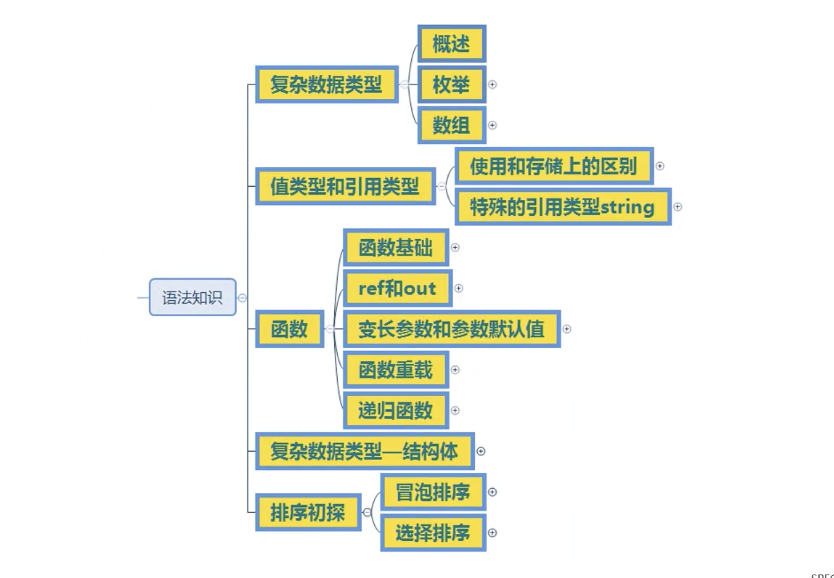 语法知识
复杂数据类型
概述
枚举
数组
值类型和引用类型
使用和存储上的区别
特殊的引用类型string
函数
函数基础
ref和out
变长参数和参数默认值
函数重载
递归函数
复杂数据类型—结构体
排序初探
冒泡排序
选择排序